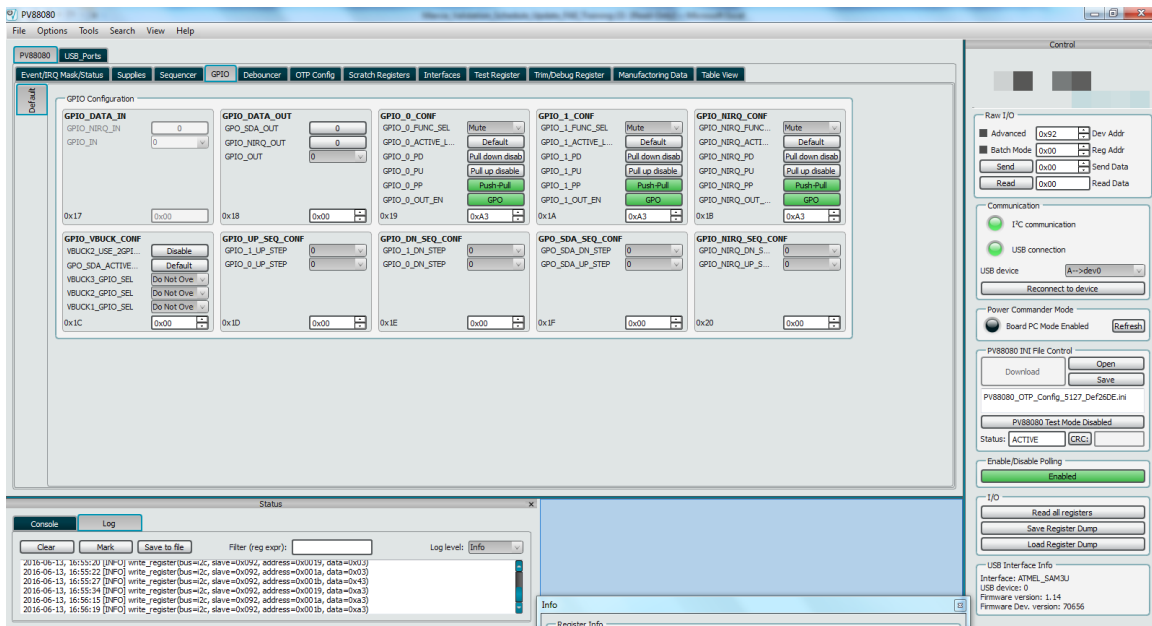 PV88080
File Options Tools Search View Help
PV88080 USB_Ports
Event/IRQ Mask/Status Supplies Sequencer GPIO Debouncer OTP Config Scratch Registers Interfaces Test Register Trim/Debug Register Manufactoring Data Table View
Default
GPIO Configuration
GPIO_DATA_IN
GPIO_NIRQ_IN 0
GPIO_IN 0
0x17 0x00
GPIO_DATA_OUT
GPO_SDA_OUT 0
GPIO_NIRQ_OUT 0
GPIO_OUT 0
0x18 0x00
GPIO_0_CONF
GPIO_0_FUNC_SEL Mute
GPIO_0_ACTIVE_L... Default
GPIO_0_PD Pull down disab
GPIO_0_PU Pull up disable
GPIO_0_PP Push-Pull
GPIO_0_OUT_EN GPO
0x19 0xA3
GPIO_1_CONF
GPIO_1_FUNC_SEL Mute
GPIO_1_ACTIVE_L... Default
GPIO_1_PD Pull down disab
GPIO_1_PU Pull up disable
GPIO_1_PP Push-Pull
GPIO_1_OUT_EN GPO
0x1A 0xA3
GPIO_NIRQ_CONF
GPIO_NIRQ_FUNC... Mute
GPIO_NIRQ_ACTI... Default
GPIO_NIRQ_PD Pull down disab
GPIO_NIRQ_PU Pull up disable
GPIO_NIRQ_PP Push-Pull
GPIO_NIRQ_OUT_... GPO
0x1B 0xA3
GPIO_VBUCK_CONF
VBUCK2_USE_2GPI... Disable
GPO_SDA_ACTIVE... Default
VBUCK3_GPIO_SEL Do Not Ove
VBUCK2_GPIO_SEL Do Not Ove
VBUCK1_GPIO_SEL Do Not Ove
0x1C 0x00
GPIO_UP_SEQ_CONF
GPIO_1_UP_STEP 0
GPIO_0_UP_STEP 0
0x1D 0x00
GPIO_DN_SEQ_CONF
GPIO_1_DN_STEP 0
GPIO_0_DN_STEP 0
0x1E 0x00
GPO_SDA_SEQ_CONF
GPO_SDA_DN_STEP 0
GPO_SDA_UP_STEP 0
0x1F 0x00
GPIO_NIRQ_SEQ_CONF
GPIO_NIRQ_DN_S... 0
GPIO_NIRQ_UP_S... 0
0x20 0x00
Control
Raw I/O
Advanced 0x92 Dev Addr
Batch Mode 0x00 Reg Addr
Send 0x00 Send Data
Read 0x00 Read Data
Communication
I²C communication
USB connection
USB device A-->dev0
Reconnect to device
Power Commander Mode
Board PC Mode Enabled Refresh
PV88080 INI File Control
Download Open
Save
PV88080_OTP_Config_5127_Def26DE.ini
PV88080 Test Mode Disabled
Status: ACTIVE CRC:
Enable/Disable Polling
Enabled
I/O
Read all registers
Save Register Dump
Load Register Dump
USB Interface Info
Interface: ATMEL_SAM3U
USB device: 0
Firmware version: 1.14
Firmware Dev. version: 70656
Status x
Console Log
Clear Mark Save to file Filter (reg expr): Log level: Info
2016-06-13, 16:55:20 [INFO] write_register(bus=i2c, slave=0x092, address=0x0019, data=0x03)
2016-06-13, 16:55:22 [INFO] write_register(bus=i2c, slave=0x092, address=0x001a, data=0x03)
2016-06-13, 16:55:27 [INFO] write_register(bus=i2c, slave=0x092, address=0x001b, data=0x43)
2016-06-13, 16:55:34 [INFO] write_register(bus=i2c, slave=0x092, address=0x0019, data=0xa3)
2016-06-13, 16:56:15 [INFO] write_register(bus=i2c, slave=0x092, address=0x001a, data=0xa3)
2016-06-13, 16:56:19 [INFO] write_register(bus=i2c, slave=0x092, address=0x001b, data=0xa3)
Info
Register Info